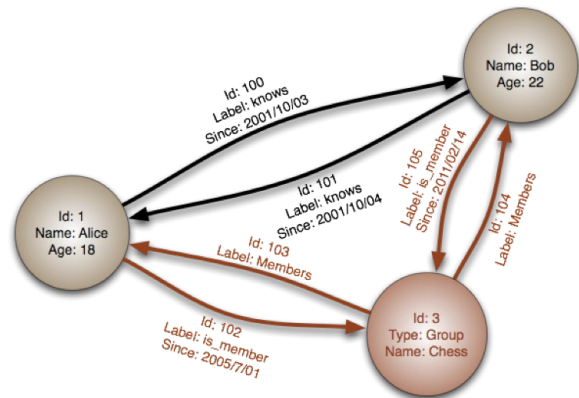 Id: 2
Name: Bob
Age: 22
Id: 100
Label: knows
Since: 2001/10/03
Id: 101
Label: knows
Since: 2001/10/04
Id: 105
Label: is_member
Since: 2011/02/14
Id: 104
Label: Members
Id: 1
Name: Alice
Age: 18
Id: 103
Label: Members
Id: 102
Label: is_member
Since: 2005/7/01
Id: 3
Type: Group
Name: Chess